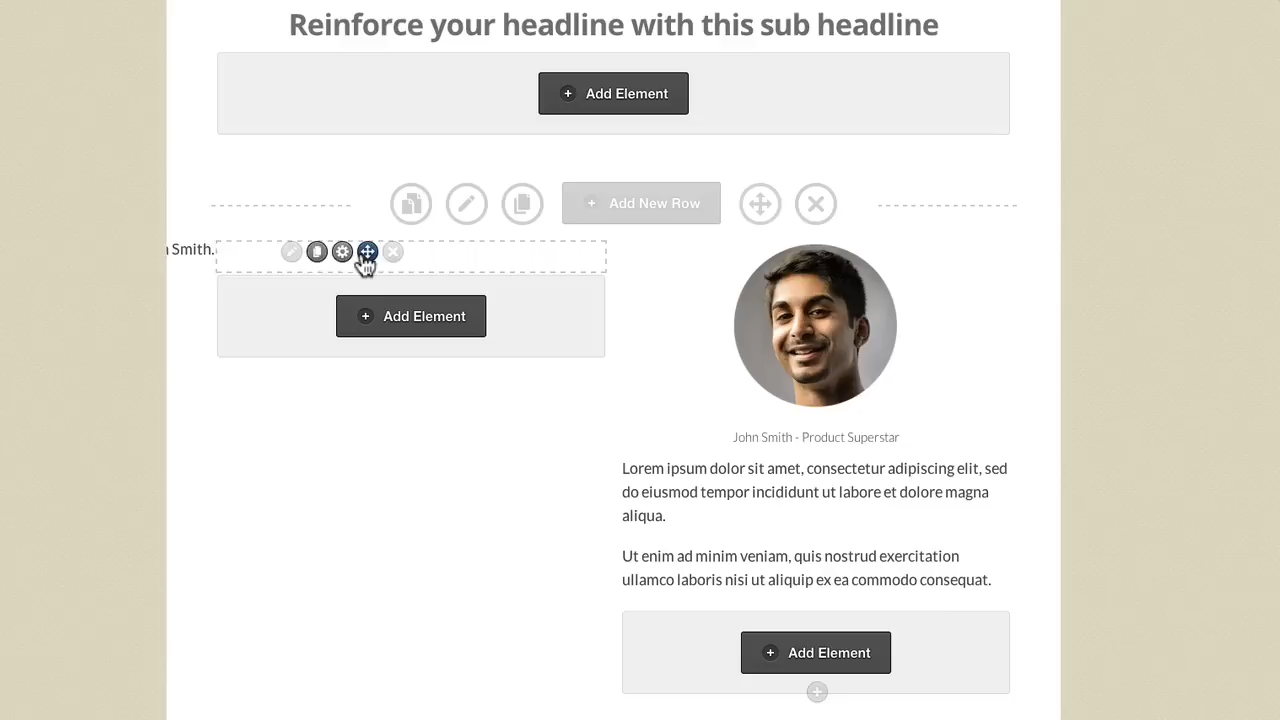 Reinforce your headline with this sub headline
Add Element
Add New Row
Smith.
Add Element
John Smith - Product Superstar
Lorem ipsum dolor sit amet, consectetur adipiscing elit, sed
do eiusmod tempor incididunt ut labore et dolore magna
aliqua.
Ut enim ad minim veniam, quis nostrud exercitation
ullamco laboris nisi ut aliquip ex ea commodo consequat.
Add Element